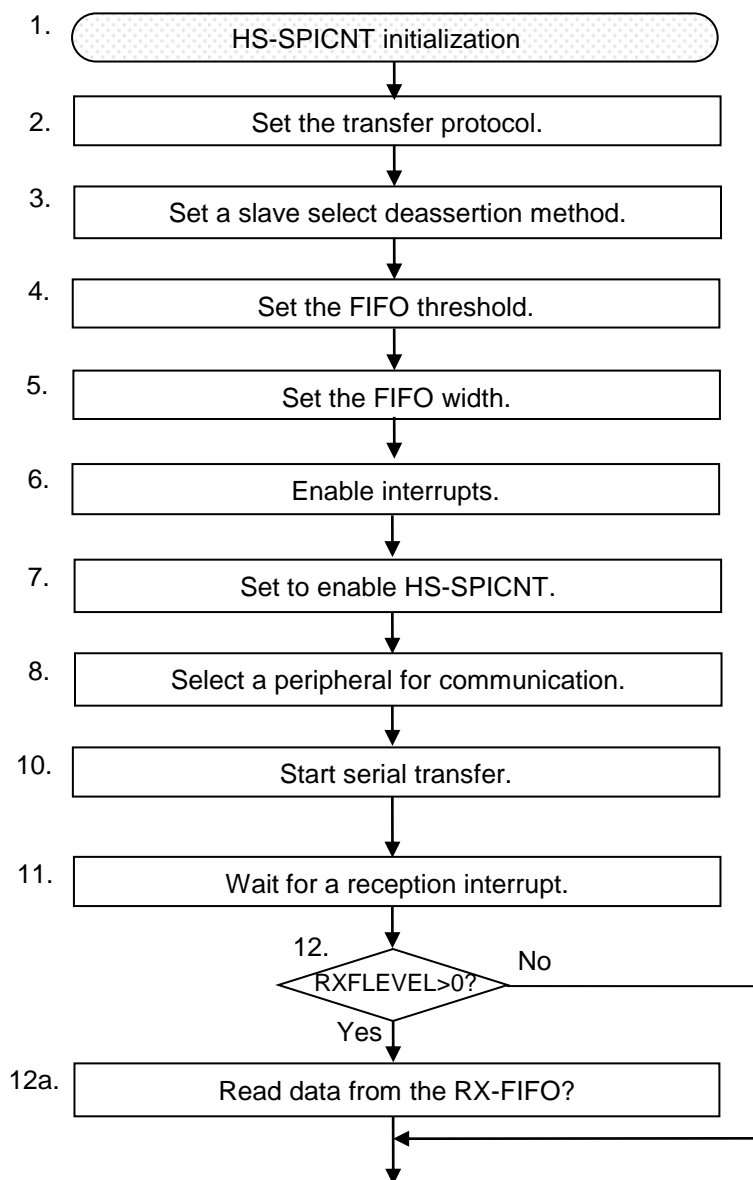 1.
HS-SPICNT initialization
2.
Set the transfer protocol.
3.
Set a slave select deassertion method.
4.
Set the FIFO threshold.
5.
Set the FIFO width.
6.
Enable interrupts.
7.
Set to enable HS-SPICNT.
8.
Select a peripheral for communication.
10.
Start serial transfer.
11.
Wait for a reception interrupt.
12.
RXFLEVEL>0?
No
Yes
12a.
Read data from the RX-FIFO?